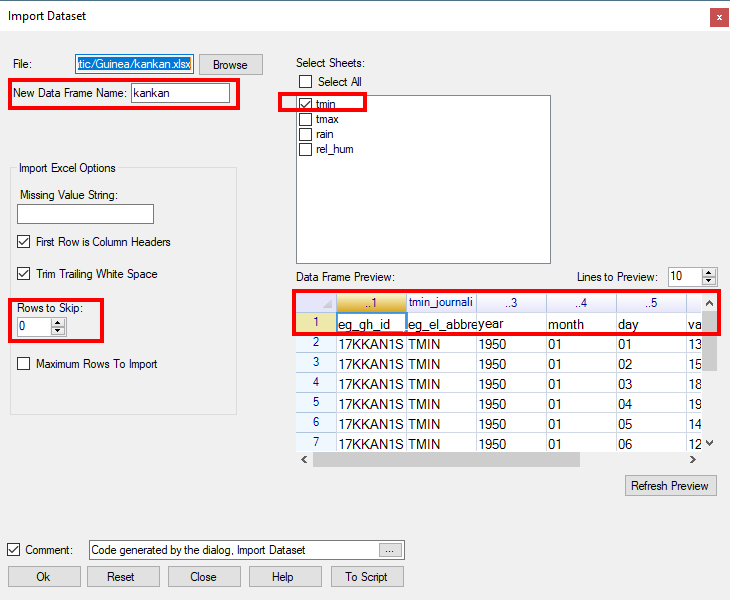 Import Dataset
x
File: atic/Guinea/kankan.xlsx Browse
New Data Frame Name: kankan
Import Excel Options
Missing Value String:
First Row is Column Headers
Trim Trailing White Space
Rows to Skip:
0
Maximum Rows To Import
Select Sheets:
Select All
tmin
tmax
rain
rel_hum
Data Frame Preview: Lines to Preview: 10
..1 tmin_journali ..3 ..4 ..5
1 eg_gh_id eg_el_abbre year month day va
2 17KKAN1S TMIN 1950 01 01 13
3 17KKAN1S TMIN 1950 01 02 15
4 17KKAN1S TMIN 1950 01 03 18
5 17KKAN1S TMIN 1950 01 04 19
6 17KKAN1S TMIN 1950 01 05 14
7 17KKAN1S TMIN 1950 01 06 12
Refresh Preview
Comment: Code generated by the dialog, Import Dataset ...
Ok Reset Close Help To Script